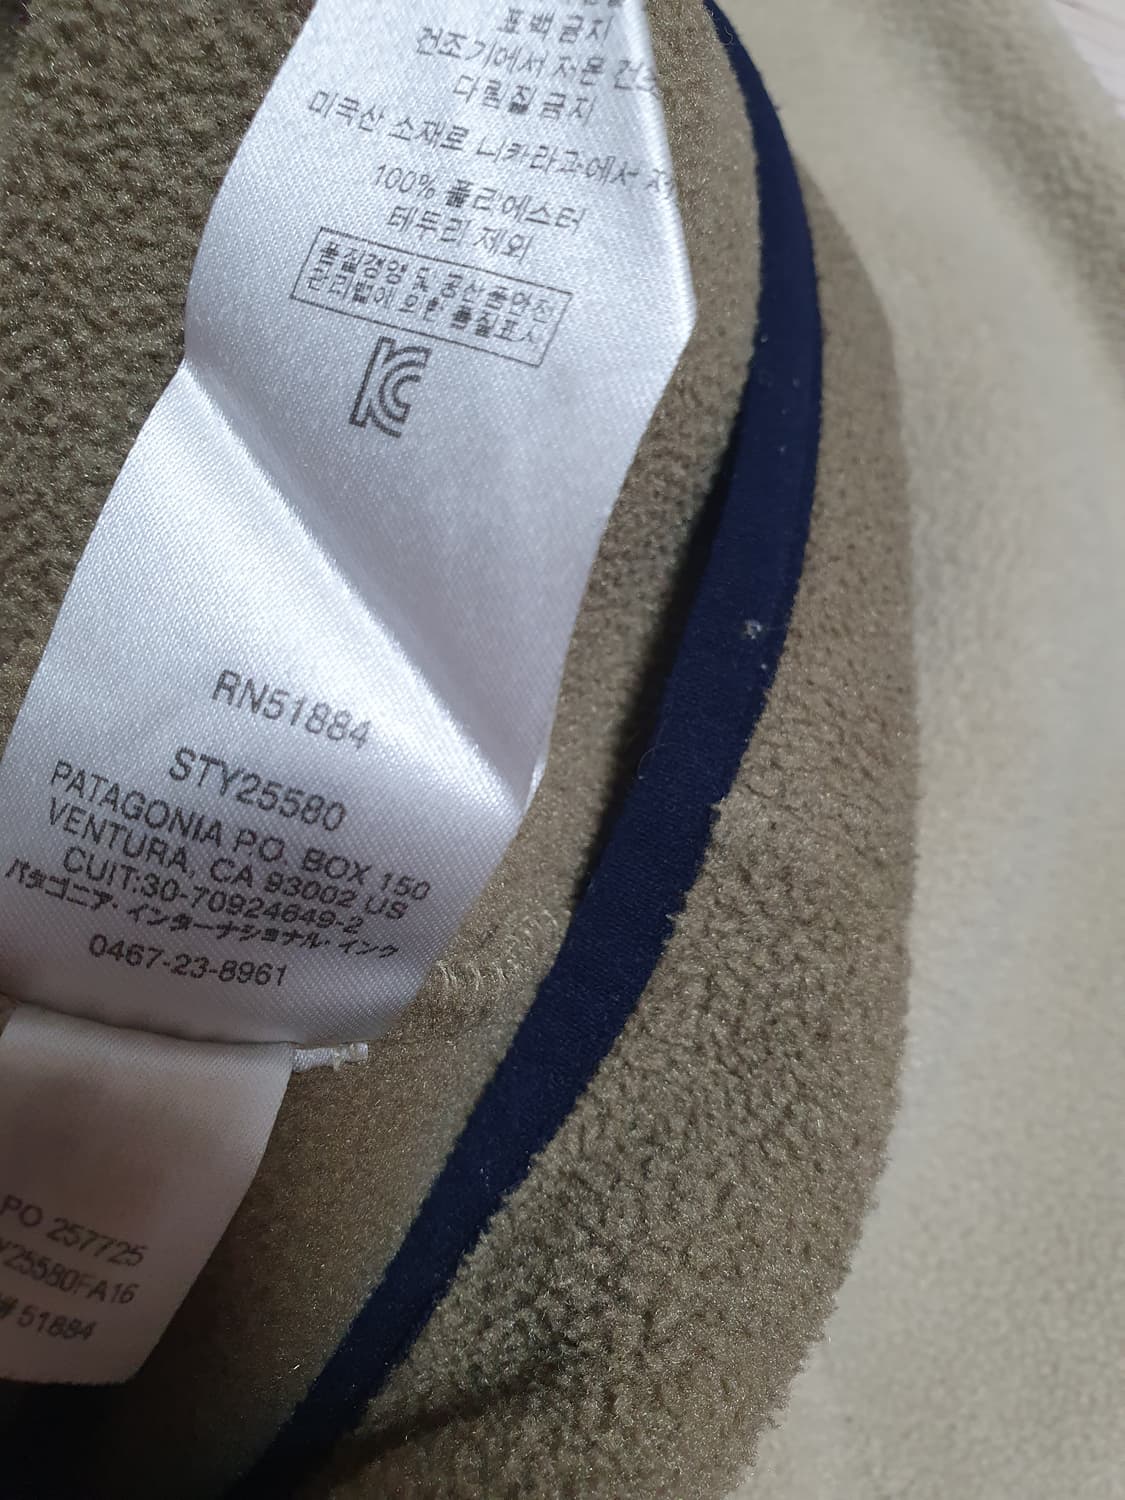 표백금지
건조기에서 저온 건조
다림질금지
미국산 소재로 니카라과에서
100% 폴리에스터
테두리 제외
품질경영 및 공산품안전
관리법에 의한 품질표시
RN51884
STY25580
PATAGONIA P.O. BOX 150
VENTURA, CA 93002 US
CUIT:30-70924649-2
パタゴニア・インターナショナル・インク
0467-23-8961
PO 257725
Y25580FA16
51884